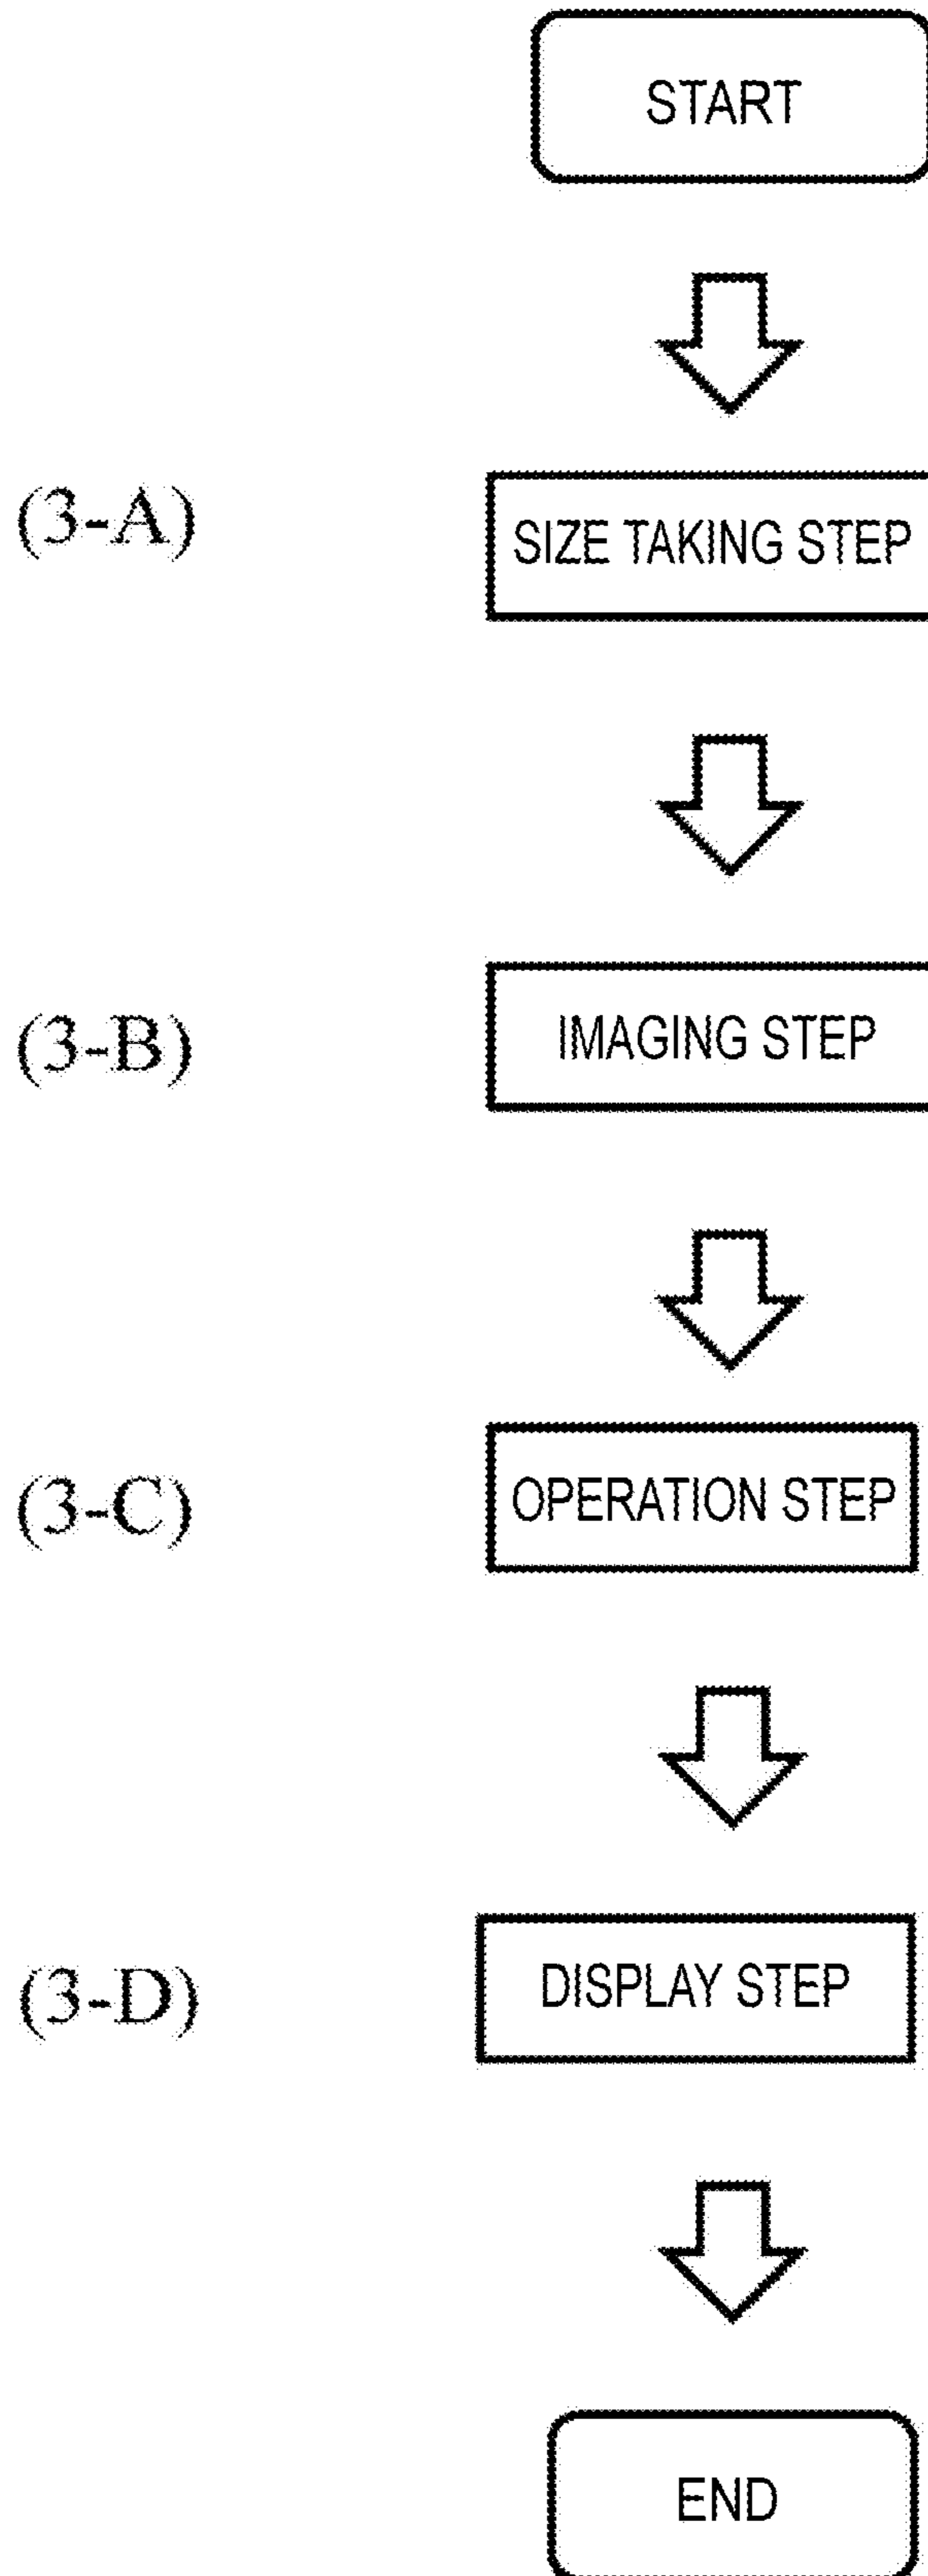 START
(3-A)
SIZE TAKING STEP
(3-B)
IMAGING STEP
(3-C)
OPERATION STEP
(3-D)
DISPLAY STEP
END